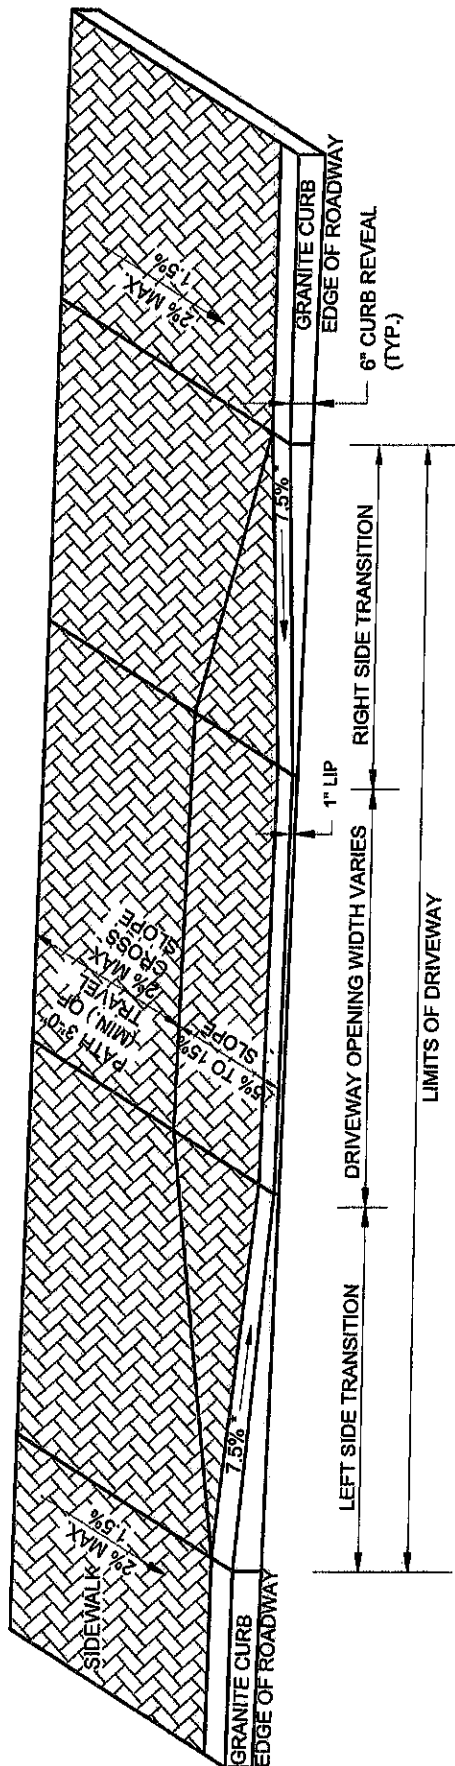 SIDEWALK
2% MAX.
1.5%
GRANITE CURB
EDGE OF ROADWAY
7.5% *
PATH 3'-0"
(MIN.) OF
TRAVEL
2% MAX
CROSS
SLOPE
5% TO 15%
SLOPE
7.5% *
2% MAX.
1.5%
GRANITE CURB
EDGE OF ROADWAY
6" CURB REVEAL
(TYP.)
1" LIP
LEFT SIDE TRANSITION
DRIVEWAY OPENING WIDTH VARIES
RIGHT SIDE TRANSITION
LIMITS OF DRIVEWAY